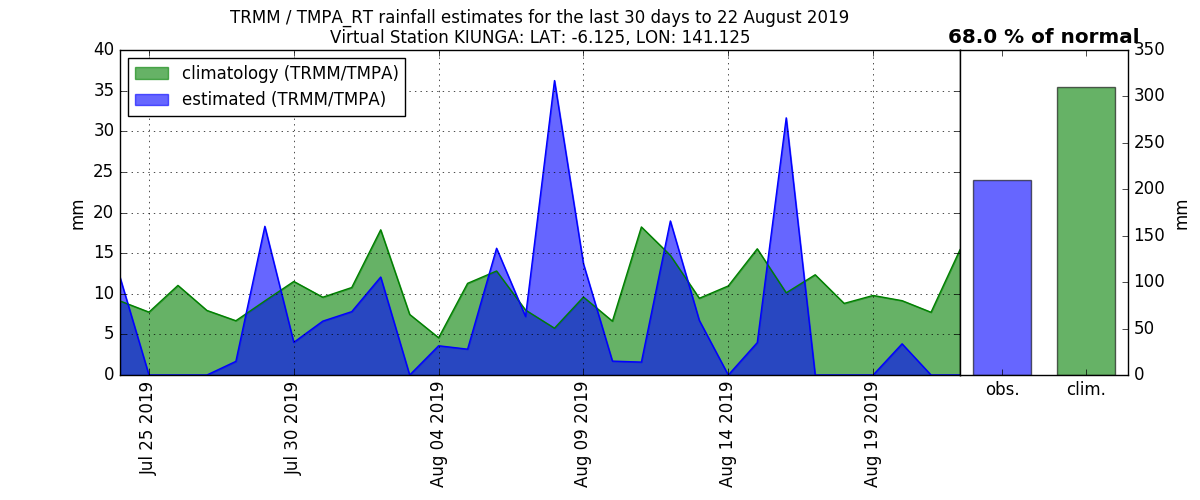 TRMM / TMPA_RT rainfall estimates for the last 30 days to 22 August 2019
Virtual Station KIUNGA: LAT: -6.125, LON: 141.125
68.0 % of normal
climatology (TRMM/TMPA)
estimated (TRMM/TMPA)
40
35
30
25
20
15
10
5
0
mm
Jul 25 2019
Jul 30 2019
Aug 04 2019
Aug 09 2019
Aug 14 2019
Aug 19 2019
350
300
250
200
150
100
50
0
mm
obs.
clim.